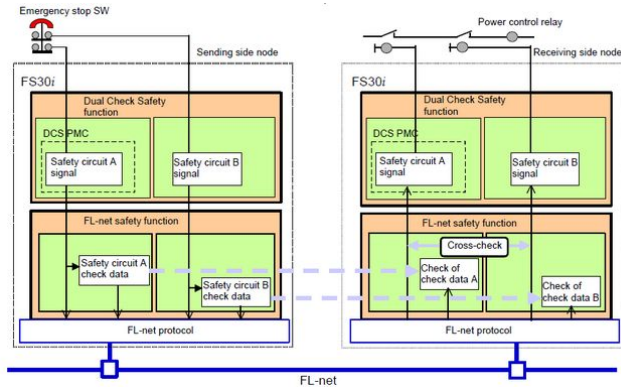 Emergency stop SW
Sending side node
FS30i
Dual Check Safety
function
DCS PMC
Safety circuit A
signal
Safety circuit B
signal
FL-net safety function
Safety circuit A
check data
Safety circuit B
check data
FL-net protocol
Power control relay
Receiving side node
FS30i
Dual Check Safety
function
DCS PMC
Safety circuit A
signal
Safety circuit B
signal
FL-net safety function
Cross-check
Check of
check data A
Check of
check data B
FL-net protocol
FL-net